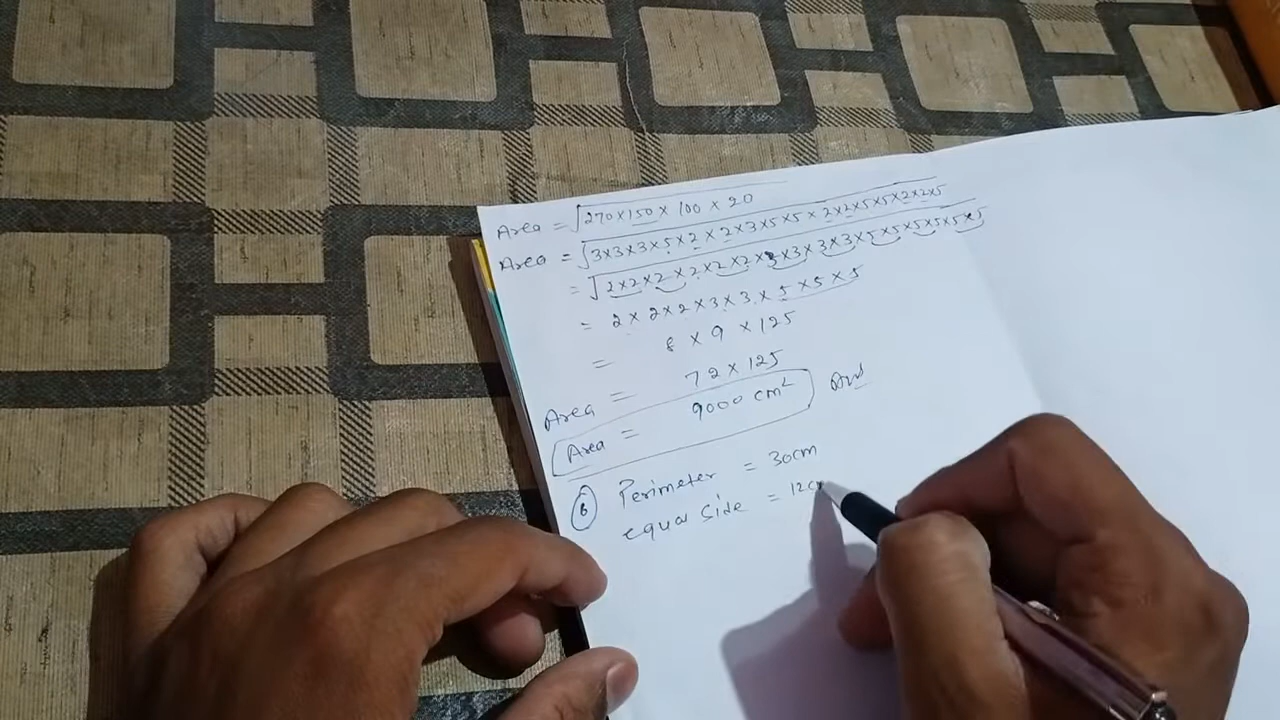 Area = √270×150×100×20
Area = √3×3×3×5×2×2×3×5×5×2×2×5×5×2×2×5
= √2×2×2×2×2×2×3×3×3×3×5×5×5×5×5×5
= 2×2×2×3×3×5×5×5
= 8×9×125
Area = 72×125
Area = 9000 cm² Ans
6 Perimeter = 30cm
equal side = 12cm